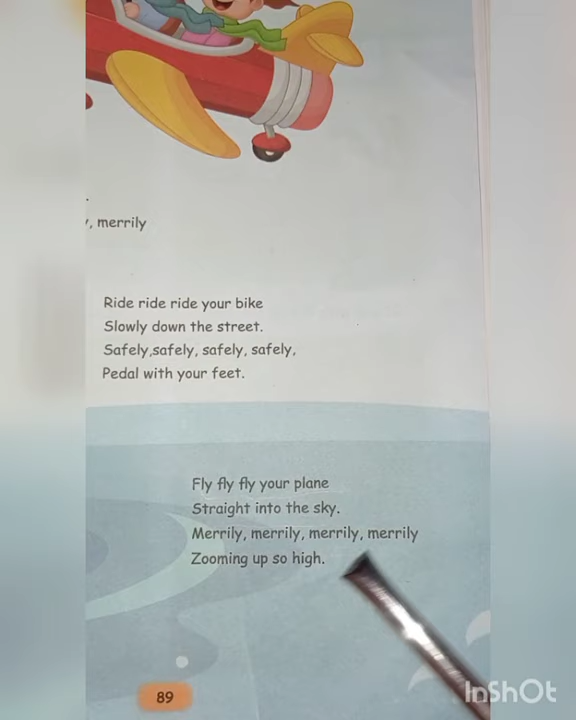 , merrily
Ride ride ride your bike
Slowly down the street.
Safely,safely, safely, safely,
Pedal with your feet.
Fly fly fly your plane
Straight into the sky.
Merrily, merrily, merrily, merrily
Zooming up so high.
89
InShOt